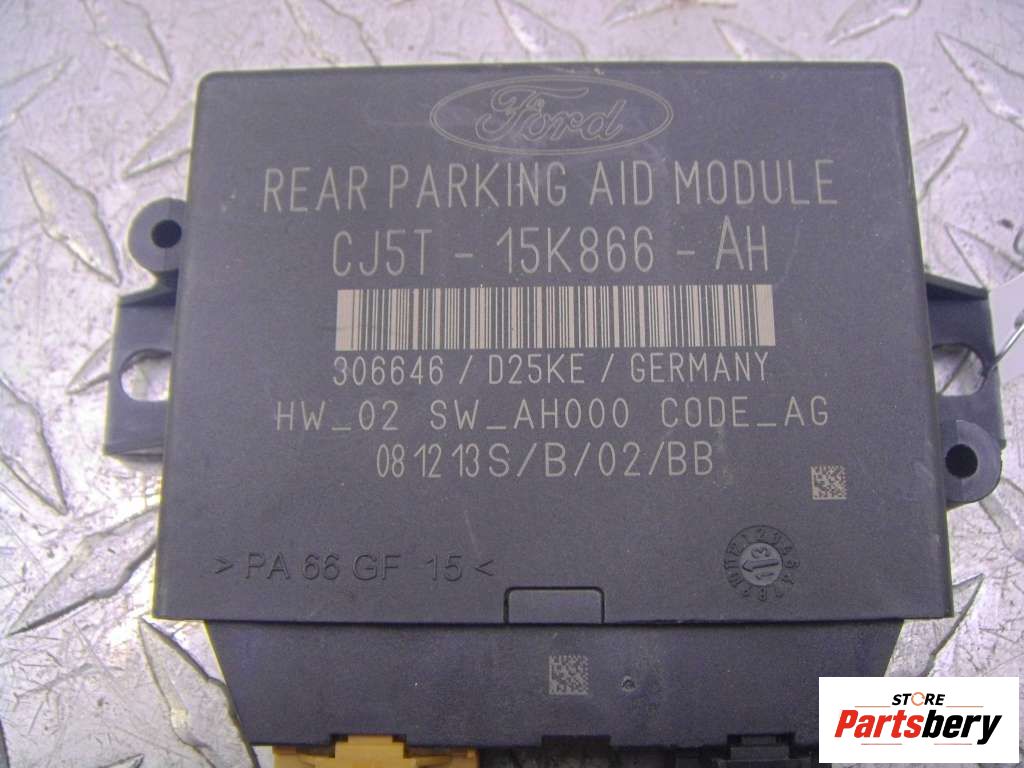 Ford
REAR PARKING AID MODULE
CJ5T - 15K866 - AH
306646 / D25KE / GERMANY
HW_02 SW_AH000 CODE_AG
08 12 13 S/B/02/BB
> PA 66 GF 15 <
13
STORE
Partsbery